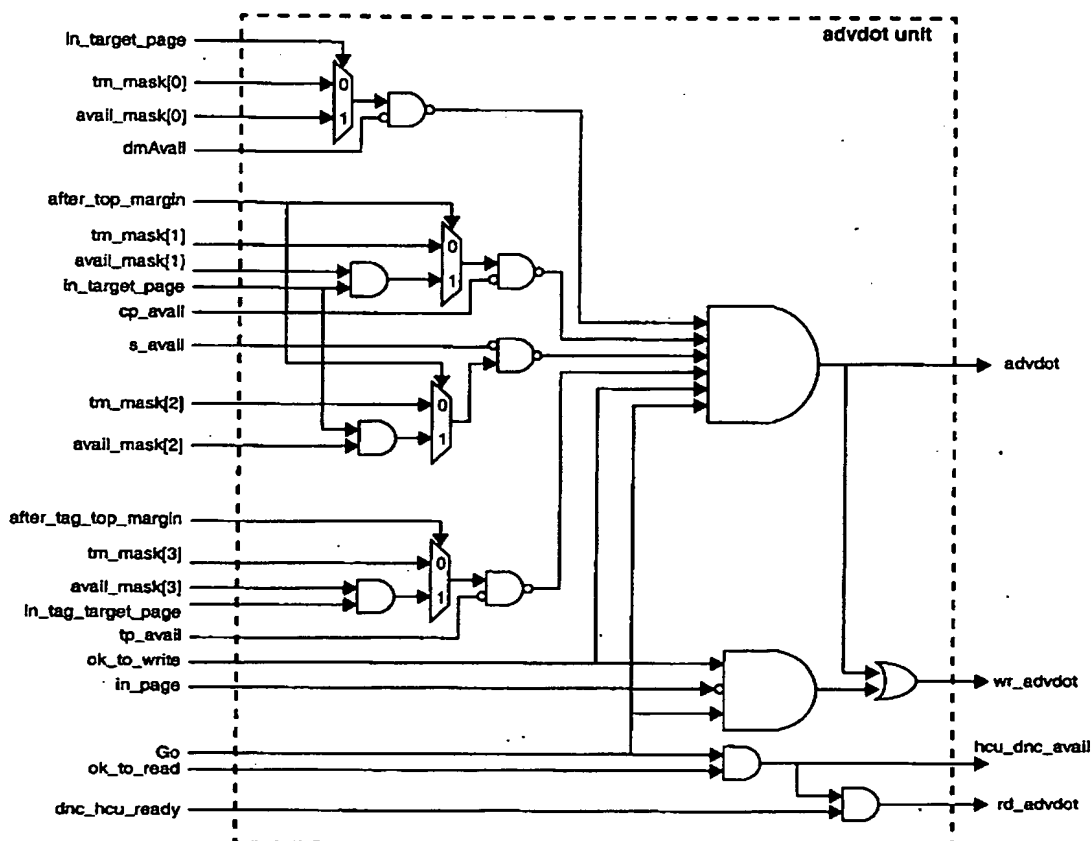 advdot unit
in_target_page
tm_mask[0]
0
avail_mask[0]
1
dmAvail
after_top_margin
tm_mask[1]
0
avail_mask[1]
1
in_target_page
cp_avail
s_avail
tm_mask[2]
0
avail_mask[2]
1
advdot
after_tag_top_margin
tm_mask[3]
0
avail_mask[3]
1
in_tag_target_page
tp_avail
ok_to_write
in_page
wr_advdot
Go
hcu_dnc_avail
ok_to_read
dnc_hcu_ready
rd_advdot